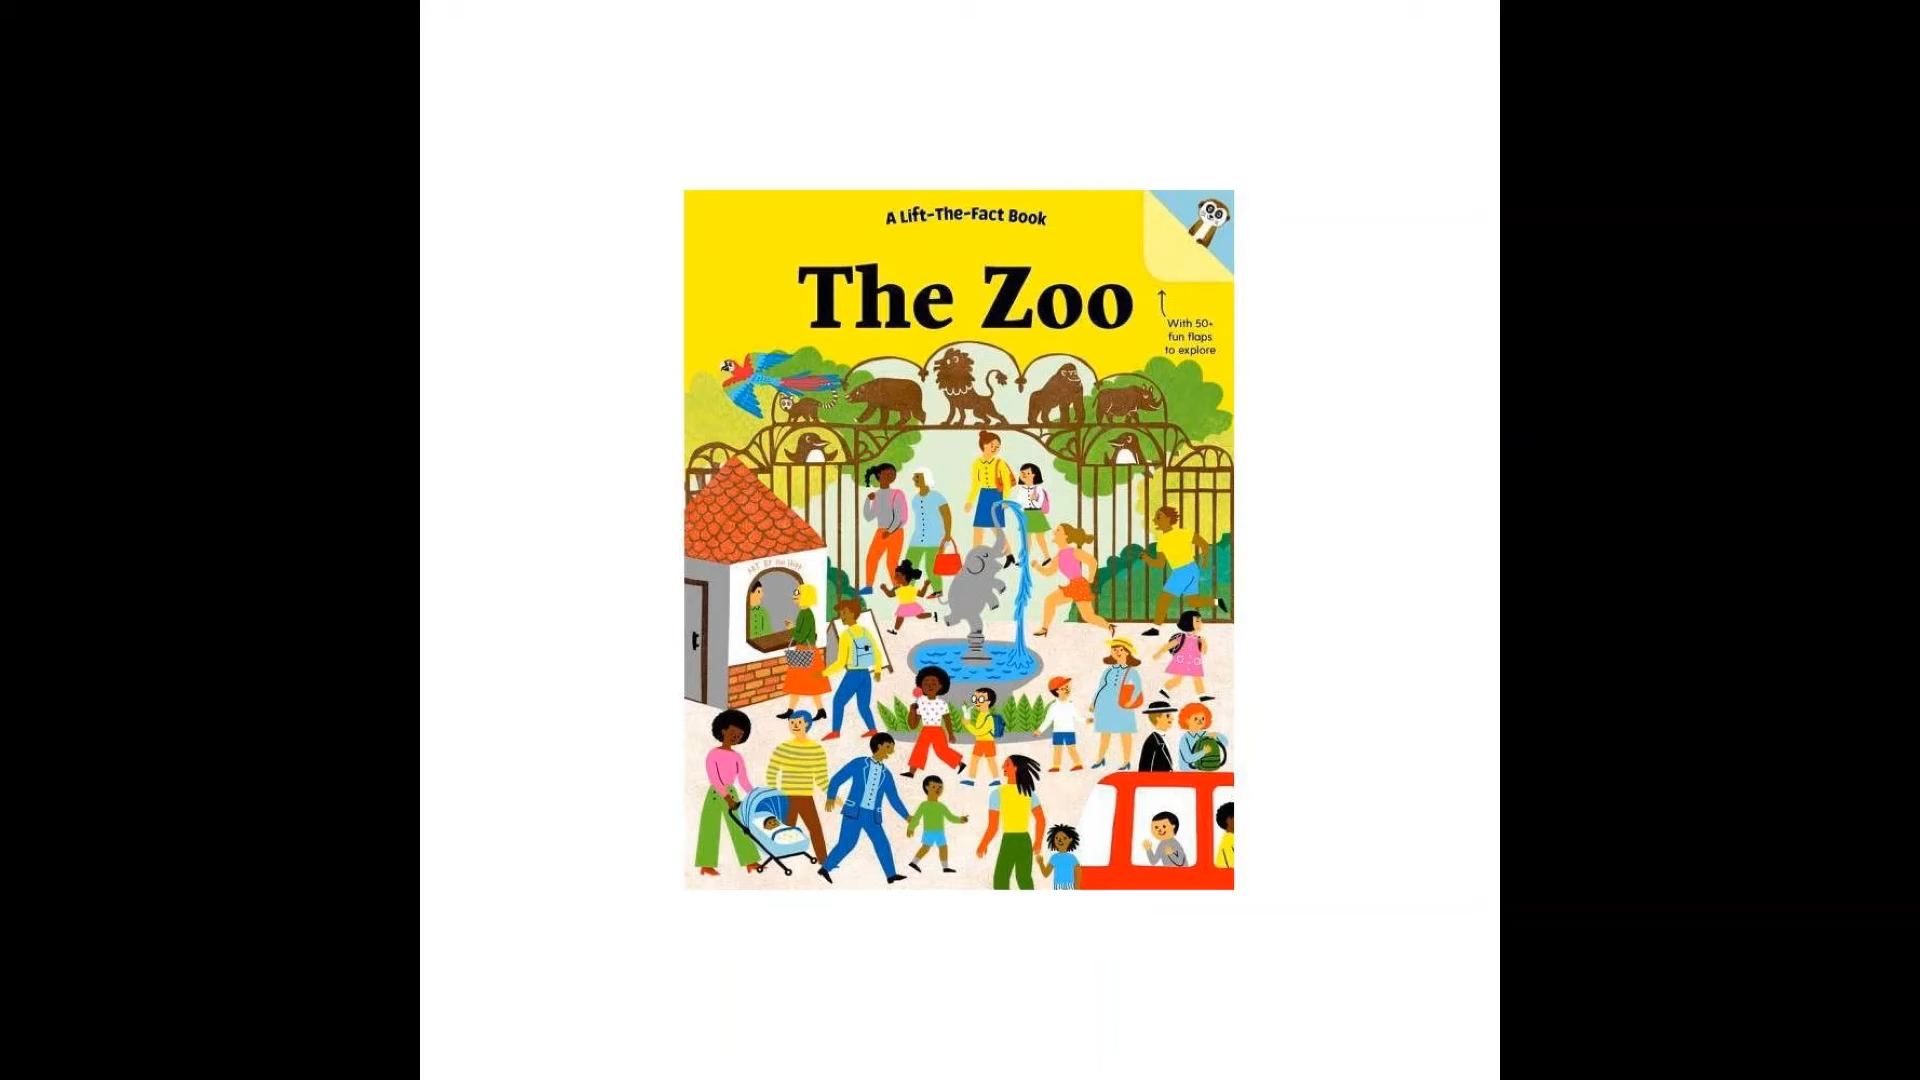 A Lift-The-Fact Book
The Zoo
With 50+
fun flaps
to explore